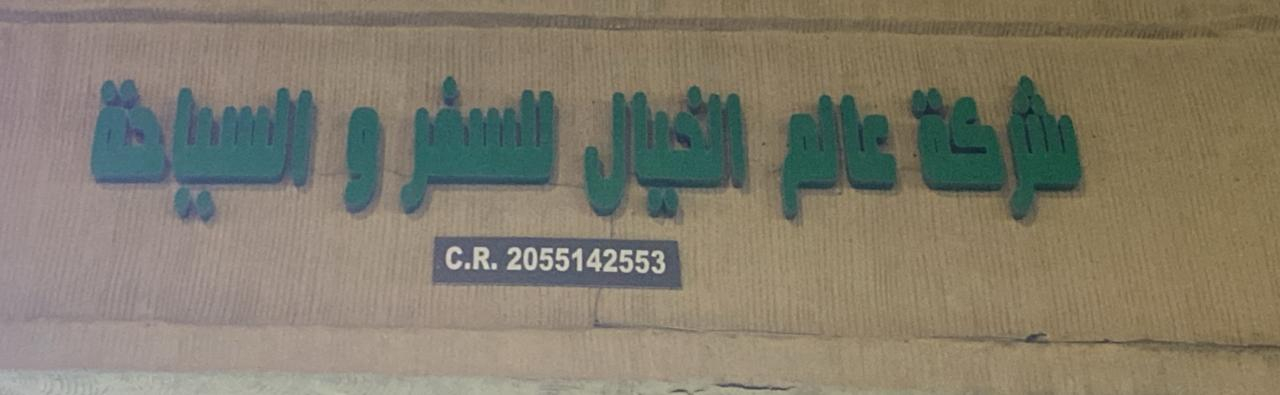 شركة عالم الخيال للسفر و السياحة
C.R. 2055142553